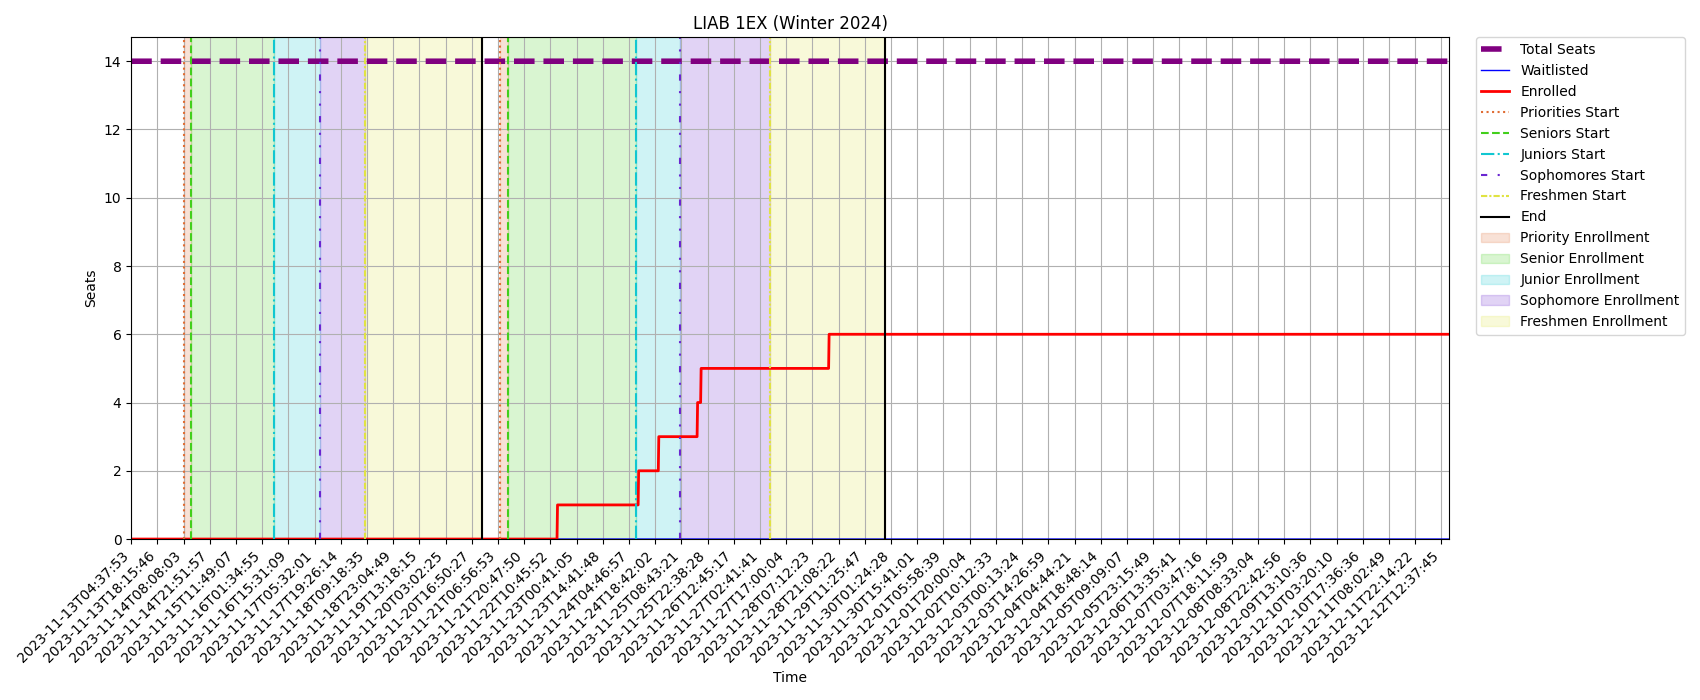 LIAB 1EX (Winter 2024)
Seats
14
12
10
8
6
4
2
0
2023-11-13T04:37:53
2023-11-13T18:15:46
2023-11-14T08:08:03
2023-11-14T21:51:57
2023-11-15T11:49:07
2023-11-16T01:34:55
2023-11-16T15:31:09
2023-11-17T05:32:01
2023-11-17T19:26:14
2023-11-18T09:18:35
2023-11-18T23:04:49
2023-11-19T13:18:15
2023-11-20T03:02:25
2023-11-20T16:50:27
2023-11-21T06:56:53
2023-11-21T20:47:50
2023-11-22T10:45:52
2023-11-23T00:41:05
2023-11-23T14:41:48
2023-11-24T04:46:57
2023-11-24T18:42:02
2023-11-25T08:43:21
2023-11-25T22:38:28
2023-11-26T12:45:17
2023-11-27T02:41:41
2023-11-27T17:00:04
2023-11-28T07:12:23
2023-11-28T21:08:22
2023-11-29T11:25:47
2023-11-30T01:24:28
2023-11-30T15:41:01
2023-12-01T05:58:39
2023-12-01T20:00:04
2023-12-02T10:12:33
2023-12-03T00:13:24
2023-12-03T14:26:59
2023-12-04T04:44:21
2023-12-04T18:48:14
2023-12-05T09:09:07
2023-12-05T23:15:49
2023-12-06T13:35:41
2023-12-07T03:47:16
2023-12-07T18:11:59
2023-12-08T08:33:04
2023-12-08T22:42:56
2023-12-09T13:10:36
2023-12-10T03:20:10
2023-12-10T17:36:36
2023-12-11T08:02:49
2023-12-11T22:14:22
2023-12-12T12:37:45
Time
Total Seats
Waitlisted
Enrolled
Priorities Start
Seniors Start
Juniors Start
Sophomores Start
Freshmen Start
End
Priority Enrollment
Senior Enrollment
Junior Enrollment
Sophomore Enrollment
Freshmen Enrollment